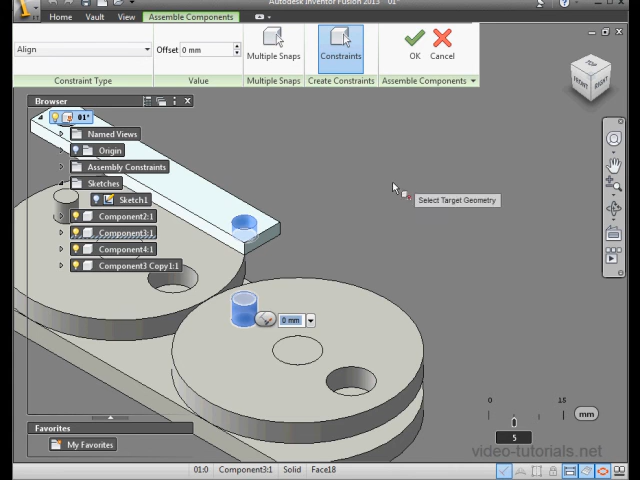 Autodesk Inventor Fusion 2013 01*
Home Vault View Assemble Components
Align
Offset 0 mm
Multiple Snaps
Constraints
OK Cancel
Constraint Type
Value
Multiple Snaps
Create Constraints
Assemble Components
Browser
01*
Named Views
Origin
Assembly Constraints
Sketches
Sketch1
Component2:1
Component3:1
Component4:1
Component3 Copy1:1
TOP
FRONT
RIGHT
Select Target Geometry
0 mm
0 15
mm
5
Favorites
My Favorites
video-tutorials.net
01:0 Component3:1 Solid Face18